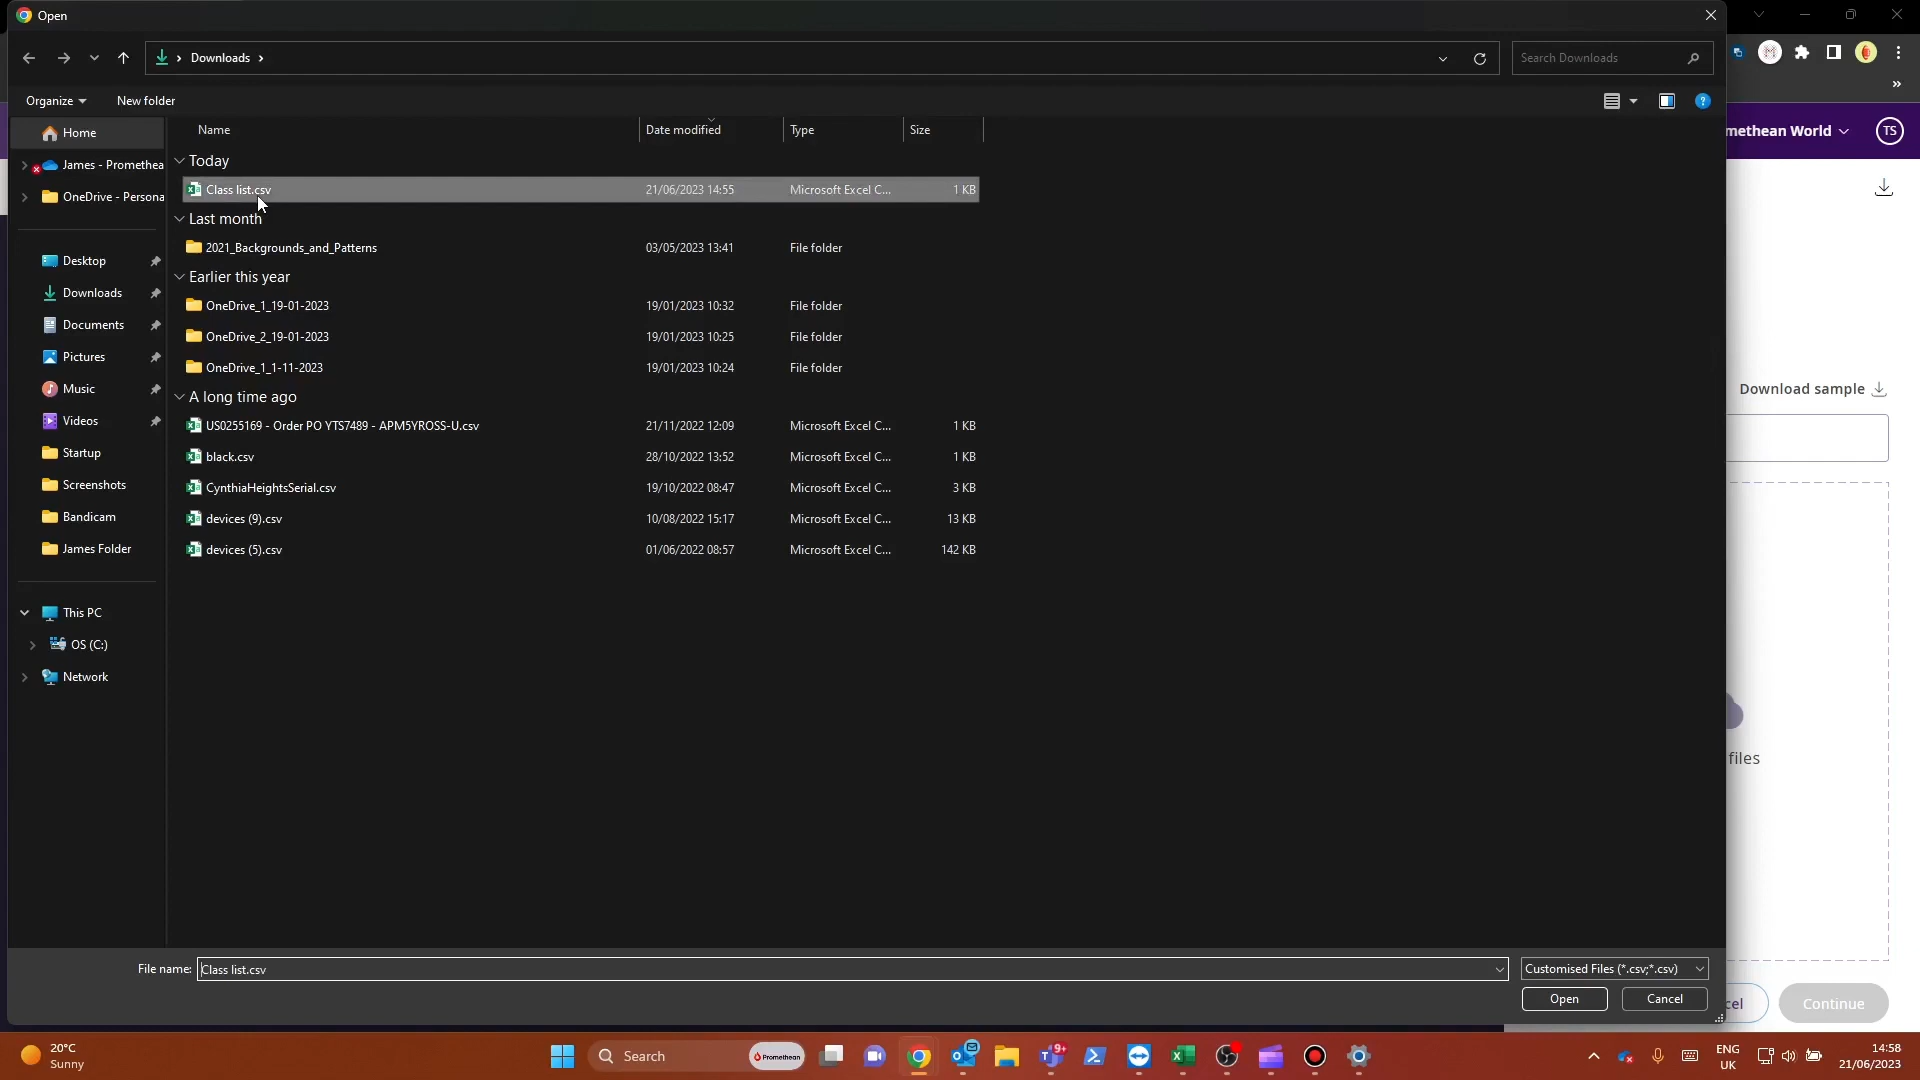 Open
Downloads
Search Downloads
Organize
New folder
Name
Date modified
Type
Size
Home
James - Promethea
OneDrive - Persona
Desktop
Downloads
Documents
Pictures
Music
Videos
Startup
Screenshots
Bandicam
James Folder
This PC
OS (C:)
Network
Today
Class list.csv 21/06/2023 14:55 Microsoft Excel C... 1 KB
Last month
2021_Backgrounds_and_Patterns 03/05/2023 13:41 File folder
Earlier this year
OneDrive_1_19-01-2023 19/01/2023 10:32 File folder
OneDrive_2_19-01-2023 19/01/2023 10:25 File folder
OneDrive_1_1-11-2023 19/01/2023 10:24 File folder
A long time ago
US0255169 - Order PO YTS7489 - APM5YROSS-U.csv 21/11/2022 12:09 Microsoft Excel C... 1 KB
black.csv 28/10/2022 13:52 Microsoft Excel C... 1 KB
CynthiaHeightsSerial.csv 19/10/2022 08:47 Microsoft Excel C... 3 KB
devices (9).csv 10/08/2022 15:17 Microsoft Excel C... 13 KB
devices (5).csv 01/06/2022 08:57 Microsoft Excel C... 142 KB
methean World
TS
Download sample
files
cel
Continue
File name: Class list.csv
Customised Files (*.csv;*.csv)
Open
Cancel
20°C
Sunny
Search
Promethean
9+
ENG
UK
14:58
21/06/2023